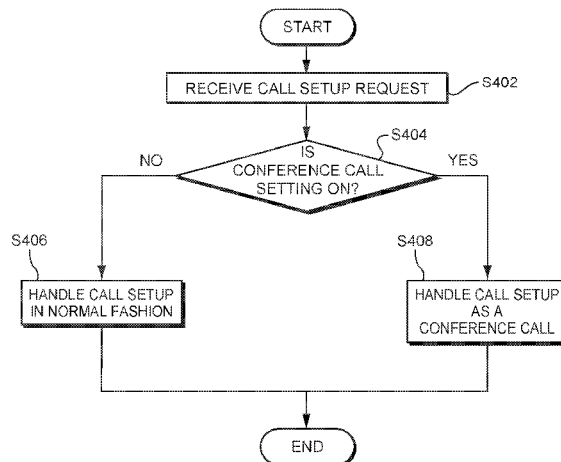 START
RECEIVE CALL SETUP REQUEST
S402
S404
IS
CONFERENCE CALL
SETTING ON?
NO
YES
S406
HANDLE CALL SETUP
IN NORMAL FASHION
S408
HANDLE CALL SETUP
AS A
CONFERENCE CALL
END